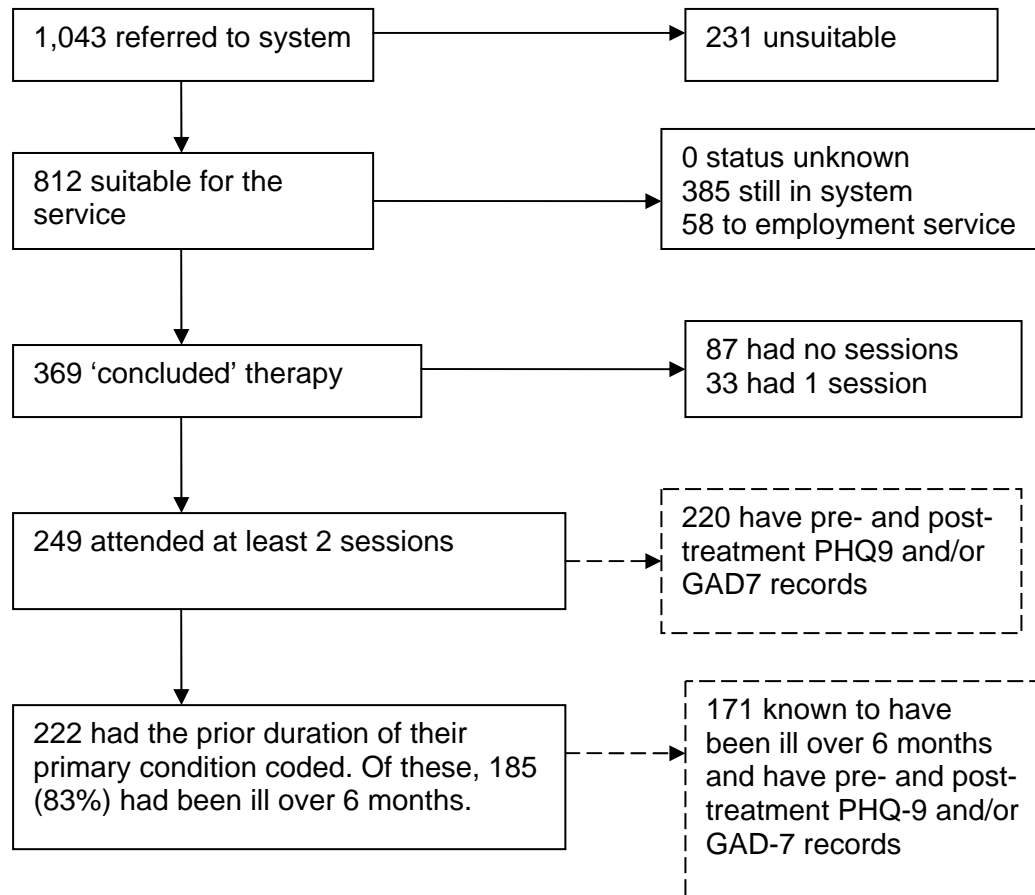 1,043 referred to system
231 unsuitable
812 suitable for the
service
0 status unknown
385 still in system
58 to employment service
369 ‘concluded’ therapy
87 had no sessions
33 had 1 session
249 attended at least 2 sessions
220 have pre- and post-
treatment PHQ9 and/or
GAD7 records
222 had the prior duration of their
primary condition coded. Of these, 185
(83%) had been ill over 6 months.
171 known to have
been ill over 6 months
and have pre- and post-
treatment PHQ-9 and/or
GAD-7 records